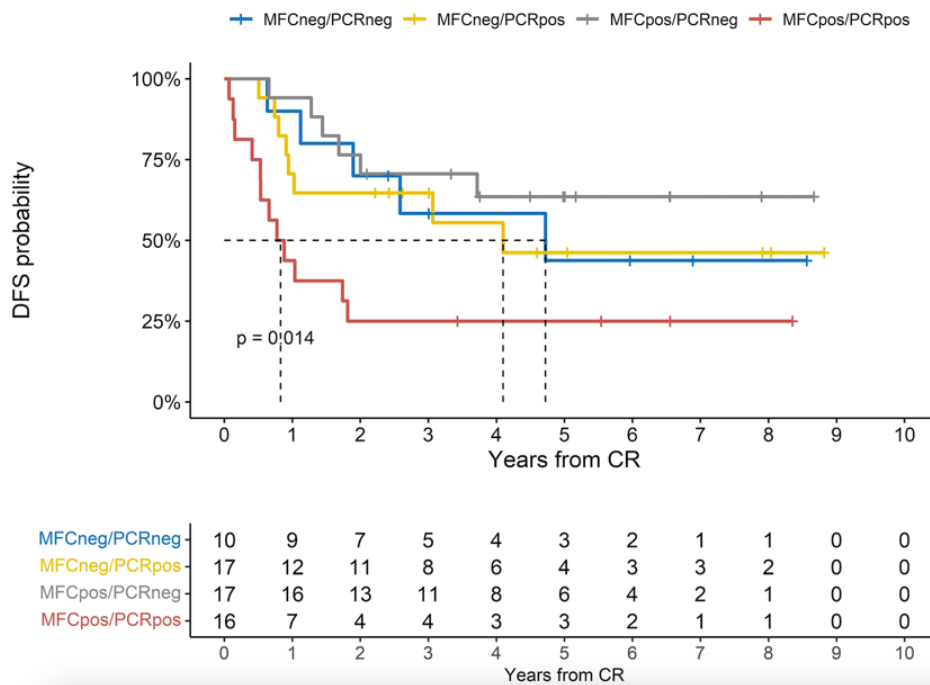 MFCneg/PCRneg MFCneg/PCRpos MFCpos/PCRneg MFCpos/PCRpos
100%
75%
50%
25%
0%
DFS probability
p = 0.014
0 1 2 3 4 5 6 7 8 9 10
Years from CR
MFCneg/PCRneg 10 9 7 5 4 3 2 1 1 0 0
MFCneg/PCRpos 17 12 11 8 6 4 3 3 2 0 0
MFCpos/PCRneg 17 16 13 11 8 6 4 2 1 0 0
MFCpos/PCRpos 16 7 4 4 3 3 2 1 1 0 0
0 1 2 3 4 5 6 7 8 9 10
Years from CR